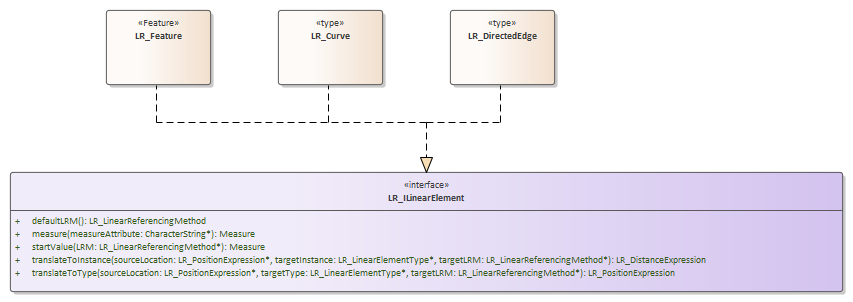 «Feature»
LR_Feature
«type»
LR_Curve
«type»
LR_DirectedEdge
«interface»
LR_ILinearElement
+ defaultLRM(): LR_LinearReferencingMethod
+ measure(measureAttribute: CharacterString*): Measure
+ startValue(LRM: LR_LinearReferencingMethod*): Measure
+ translateToInstance(sourceLocation: LR_PositionExpression*, targetInstance: LR_LinearElementType*, targetLRM: LR_LinearReferencingMethod*): LR_DistanceExpression
+ translateToType(sourceLocation: LR_PositionExpression*, targetType: LR_LinearElementType*, targetLRM: LR_LinearReferencingMethod*): LR_PositionExpression